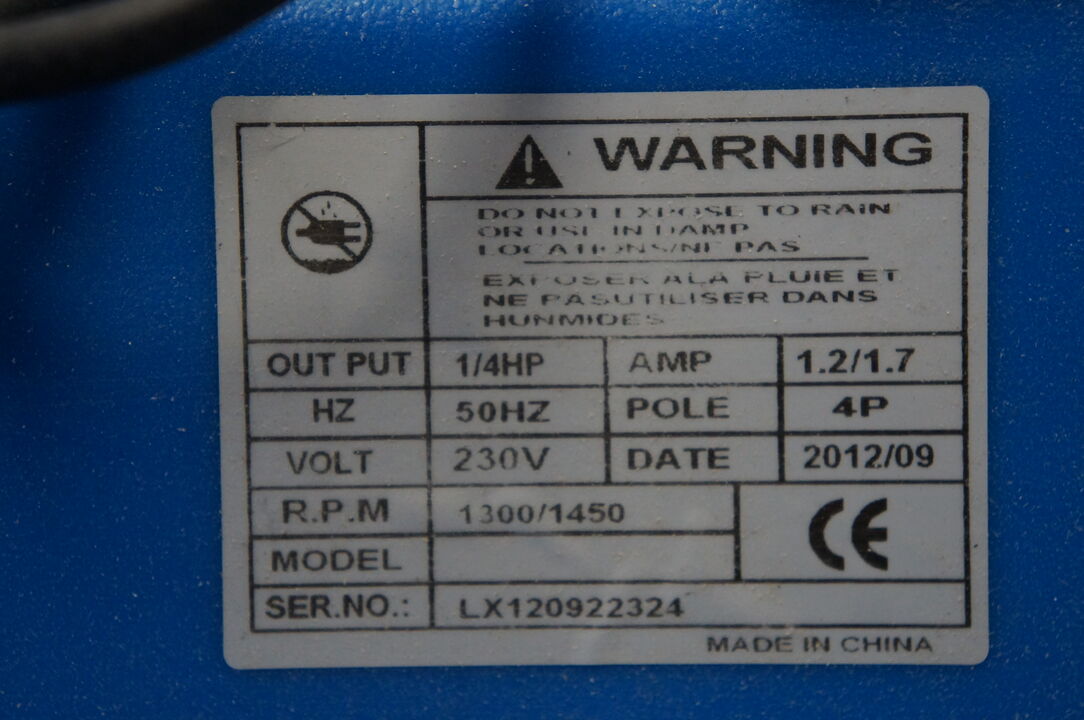 WARNING
DO NOT EXPOSE TO RAIN
OR USE IN DAMP
LOCATIONS/NE PAS
EXPOSER ALA PLUIE ET
NE PASUTILISER DANS
HUNMIDES
OUT PUT 1/4HP AMP 1.2/1.7
HZ 50HZ POLE 4P
VOLT 230V DATE 2012/09
R.P.M 1300/1450
CE
MODEL
SER.NO.: LX120922324
MADE IN CHINA